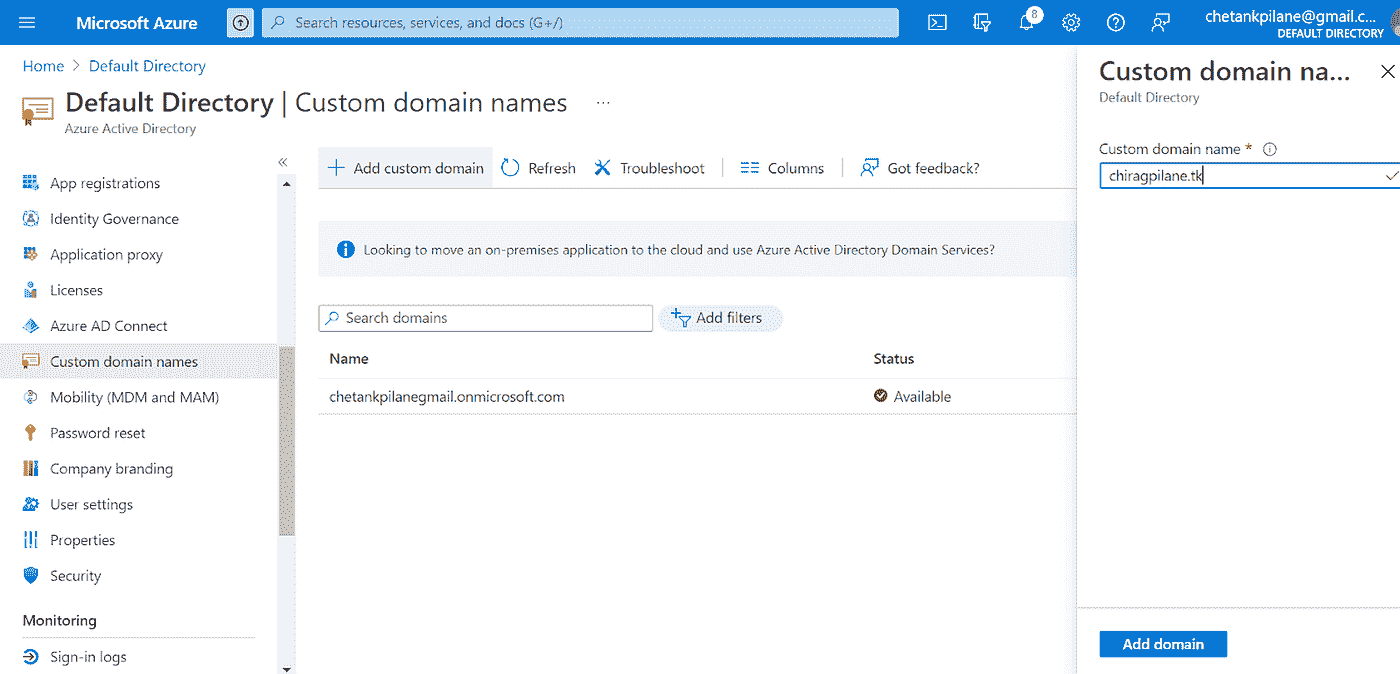 Microsoft Azure
Search resources, services, and docs (G+/)
8
chetankpilane@gmail.c...
DEFAULT DIRECTORY
Home > Default Directory
Default Directory | Custom domain names ...
Azure Active Directory
«
App registrations
Identity Governance
Application proxy
Licenses
Azure AD Connect
Custom domain names
Mobility (MDM and MAM)
Password reset
Company branding
User settings
Properties
Security
Monitoring
Sign-in logs
Add custom domain Refresh Troubleshoot Columns Got feedback?
Looking to move an on-premises application to the cloud and use Azure Active Directory Domain Services?
Search domains Add filters
Name Status
chetankpilanegmail.onmicrosoft.com Available
Custom domain na...
Default Directory
Custom domain name *
chiragpilane.tk
Add domain